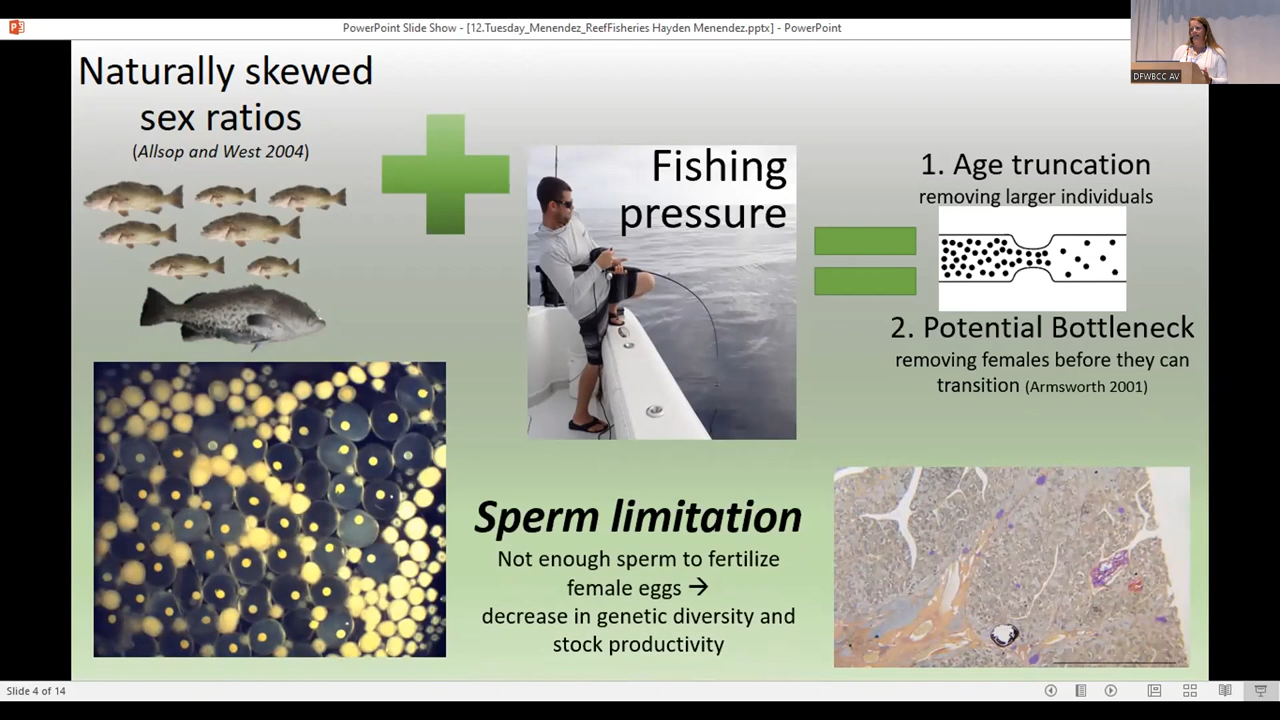 PowerPoint Slide Show - [12.Tuesday_Menendez_ReefFisheries Hayden Menendez.pptx] - PowerPoint
DFWBCC AV
Naturally skewed
sex ratios
(Allsop and West 2004)
Fishing
pressure
1. Age truncation
removing larger individuals
2. Potential Bottleneck
removing females before they can
transition (Armsworth 2001)
Sperm limitation
Not enough sperm to fertilize
female eggs →
decrease in genetic diversity and
stock productivity
Slide 4 of 14